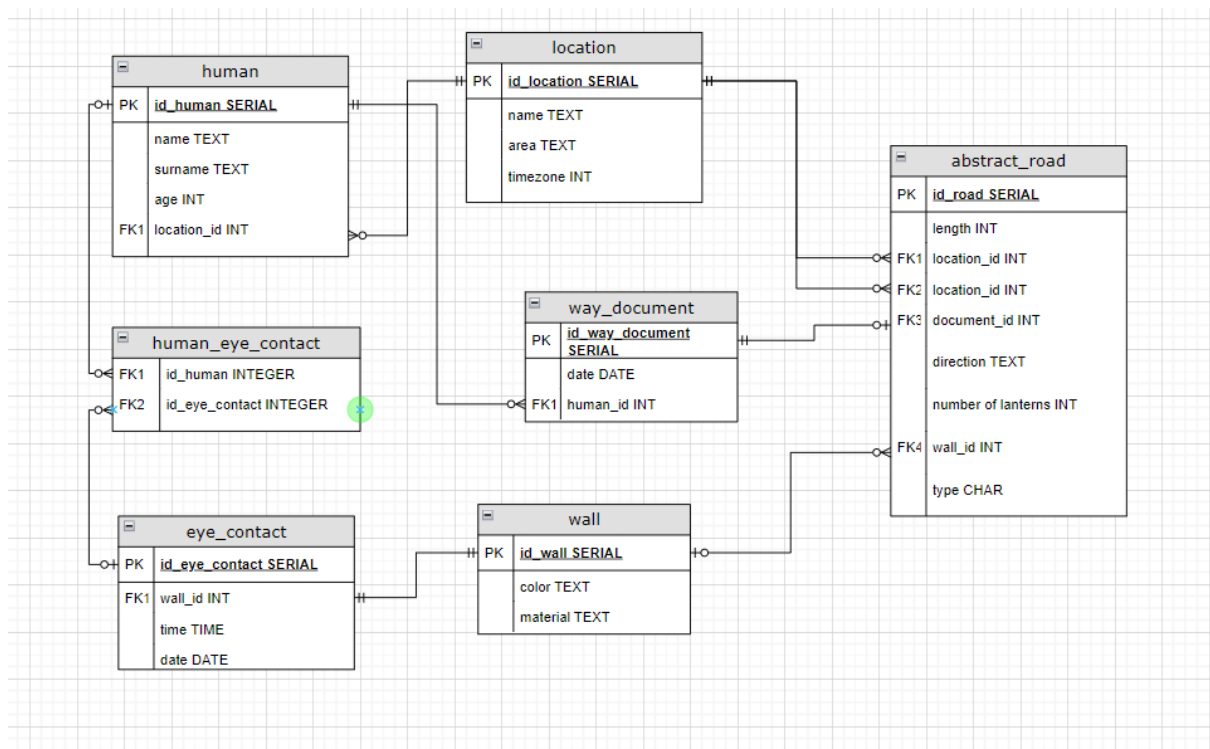 human
PK id_human SERIAL
name TEXT
surname TEXT
age INT
FK1 location_id INT
location
PK id_location SERIAL
name TEXT
area TEXT
timezone INT
abstract_road
PK id_road SERIAL
length INT
FK1 location_id INT
FK2 location_id INT
FK3 document_id INT
direction TEXT
number of lanterns INT
FK4 wall_id INT
type CHAR
way_document
PK id_way_document
SERIAL
date DATE
FK1 human_id INT
human_eye_contact
FK1 id_human INTEGER
FK2 id_eye_contact INTEGER
eye_contact
PK id_eye_contact SERIAL
FK1 wall_id INT
time TIME
date DATE
wall
PK id_wall SERIAL
color TEXT
material TEXT